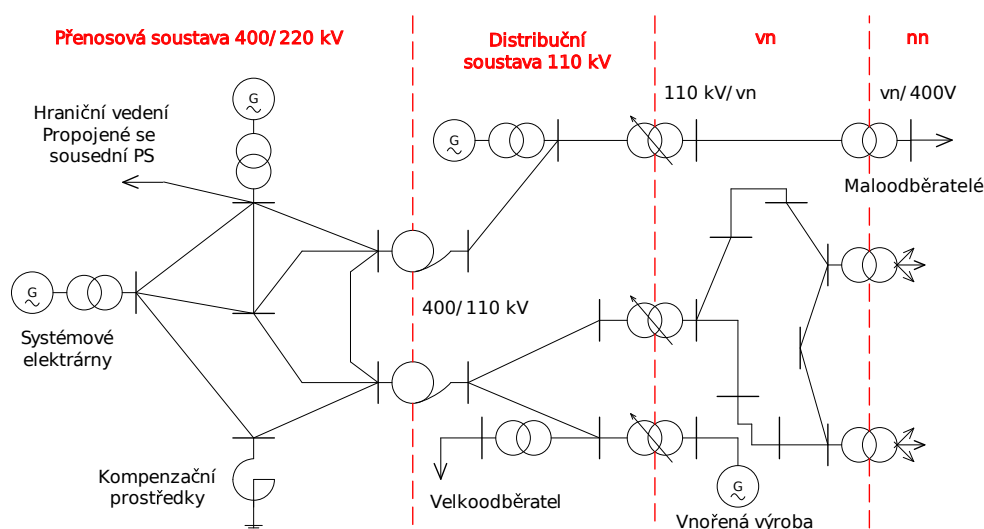 Přenosová soustava 400/220 kV
Distribuční
soustava 110 kV
vn
nn
Hraniční vedení
Propojené se
sousední PS
G
G
110 kV/vn
vn/400V
Maloodběratelé
G
Systémové
elektrárny
400/110 kV
Kompenzační
prostředky
Velkoodběratel
G
Vnořená výroba